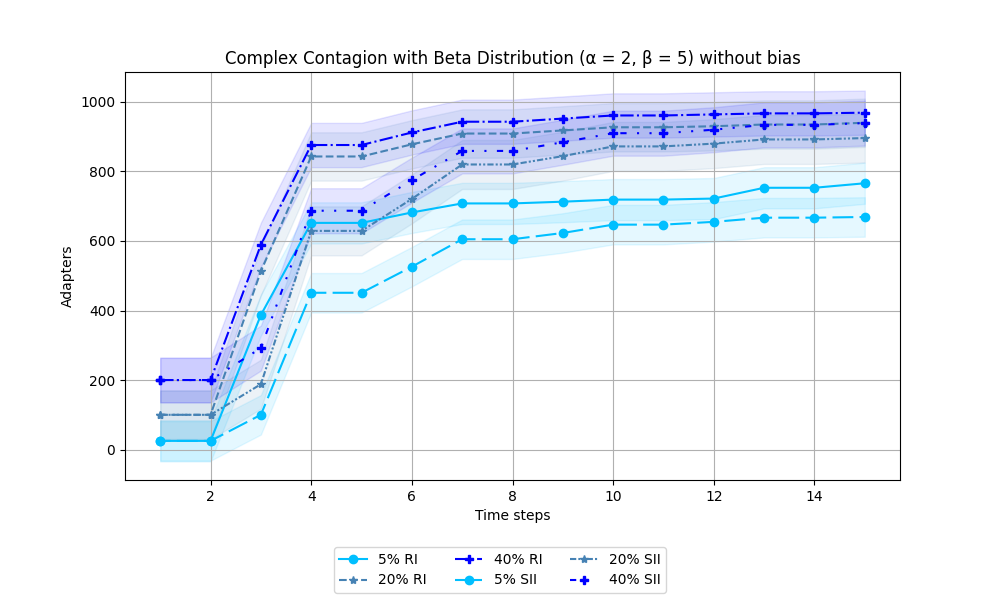 Complex Contagion with Beta Distribution (α = 2, β = 5) without bias
1000
800
600
400
200
0
Adapters
2 4 6 8 10 12 14
Time steps
5% RI 40% RI 20% SII
20% RI 5% SII 40% SII